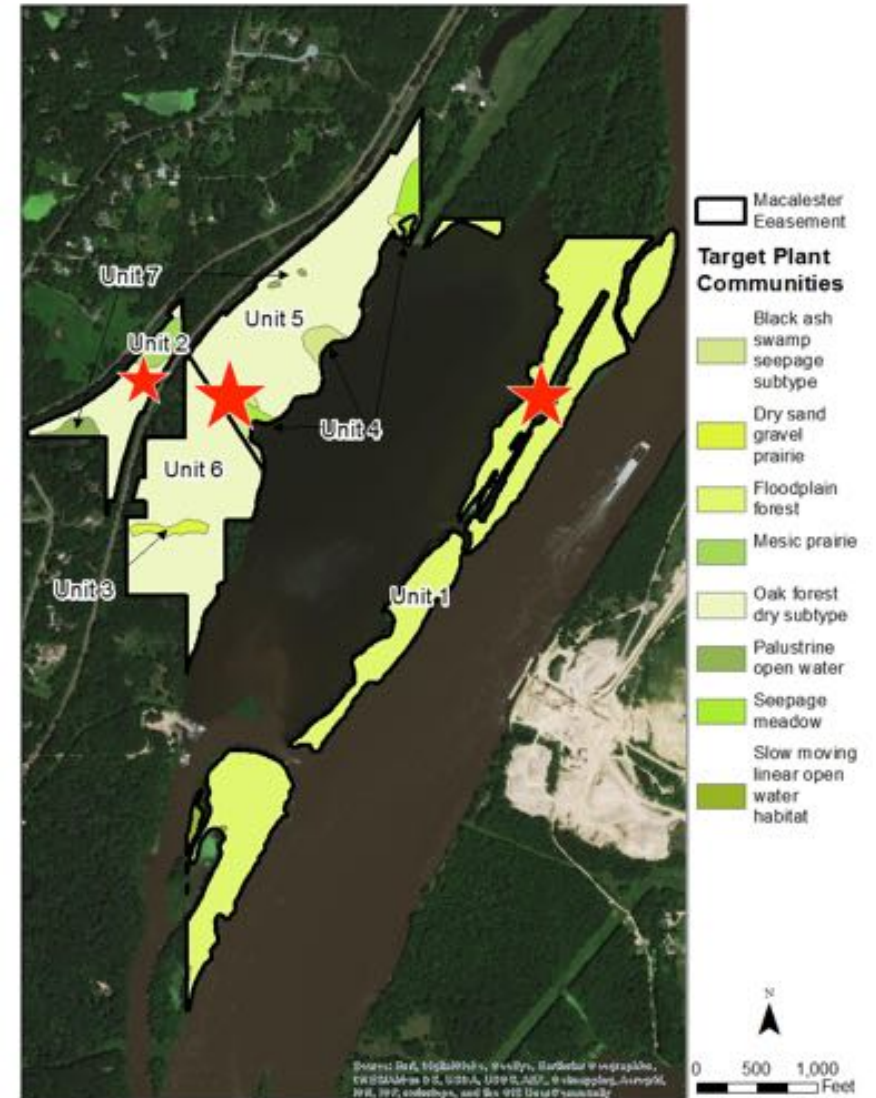 Unit 7
Unit 5
Unit 2
Unit 4
Unit 6
Unit 3
Unit 1
Macalester
Eeasement
Target Plant
Communities
Black ash
swamp
seepage
subtype
Dry sand
gravel
prairie
Floodplain
forest
Mesic prairie
Oak forest
dry subtype
Palustrine
open water
Seepage
meadow
Slow moving
linear open
water
habitat
N
0 500 1,000
Feet